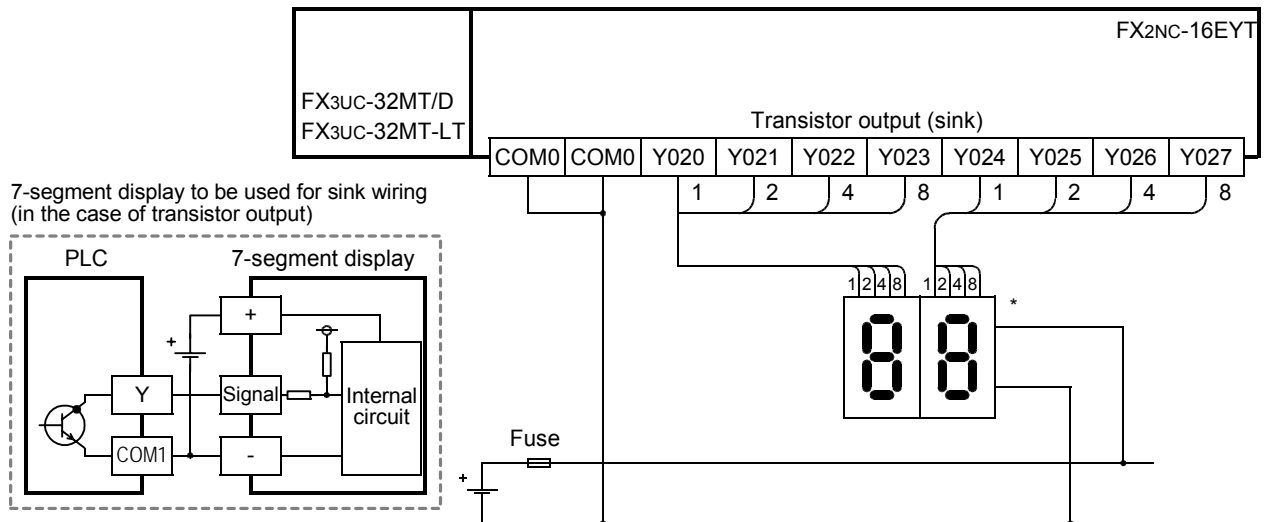 FX2NC-16EYT
FX3UC-32MT/D
FX3UC-32MT-LT
Transistor output (sink)
COM0 COM0 Y020 Y021 Y022 Y023 Y024 Y025 Y026 Y027
1 2 4 8 1 2 4 8
7-segment display to be used for sink wiring
(in the case of transistor output)
PLC 7-segment display
+
+
Y Signal Internal
circuit
COM1 -
1 2 4 8 1 2 4 8
*
8 8
Fuse
+